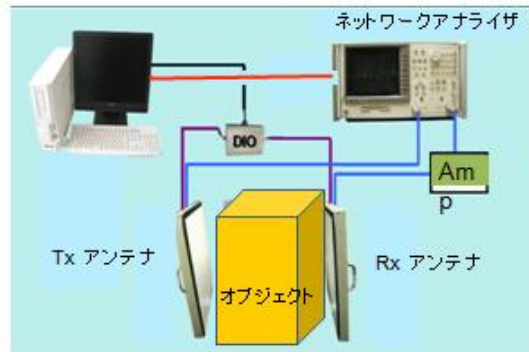 ネットワークアナライザ
DIO
Am
p
Tx アンテナ
オブジェクト
Rx アンテナ